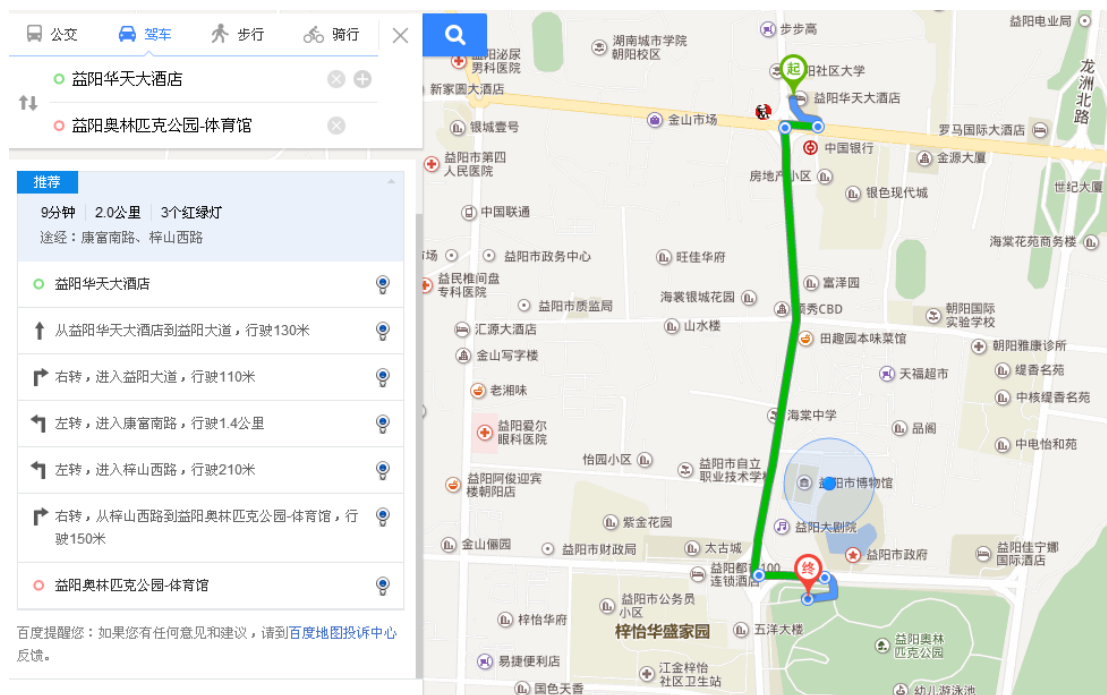 公交
驾车
步行
骑行
益阳华天大酒店
益阳奥林匹克公园-体育馆
推荐
9分钟 2.0公里 3个红绿灯
途经：康富南路、梓山西路
益阳华天大酒店
从益阳华天大酒店到益阳大道，行驶130米
右转，进入益阳大道，行驶110米
左转，进入康富南路，行驶1.4公里
左转，进入梓山西路，行驶210米
右转，从梓山西路到益阳奥林匹克公园-体育馆，行
驶150米
益阳奥林匹克公园-体育馆
百度提醒您：如果您有任何意见和建议，请到百度地图投诉中心
反馈。
步步高
益阳电业局
湖南城市学院
朝阳校区
益阳泌尿
男科医院
起
阳社区大学
龙洲北路
新家园大酒店
益阳华天大酒店
银城壹号
金山市场
罗马国际大酒店
中国银行
金源大厦
益阳市第四
人民医院
房地产小区
银色现代城
世纪大厦
中国联通
海棠花苑商务楼
市场
益阳市政务中心
旺佳华府
益民椎间盘
专科医院
富泽园
海棠银城花园
益阳市质监局
领秀CBD
朝阳国际
实验学校
汇源大酒店
山水楼
田趣园本味菜馆
朝阳雅康诊所
金山写字楼
天福超市
缇香名苑
老湘味
中核缇香名苑
海棠中学
益阳爱尔
眼科医院
品阁
中电怡和苑
怡园小区
益阳市自立
职业技术学校
益阳阿俊迎宾
楼朝阳店
益阳市博物馆
紫金花园
益阳大剧院
金山俪园
益阳市财政局
太古城
益阳市政府
益阳佳宁娜
国际酒店
益阳都市100
连锁酒店
终
益阳市公务员
小区
梓怡华府
梓怡华盛家园
五洋大楼
益阳奥林
匹克公园
易捷便利店
江金梓怡
社区卫生站
国色天香
幼儿游泳池